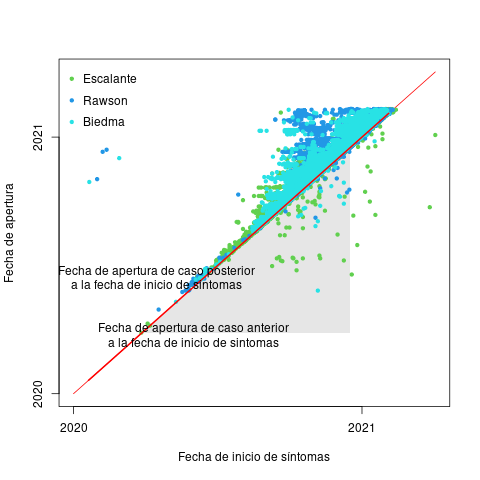 Escalante
Rawson
Biedma
2021
Fecha de apertura
Fecha de apertura de caso posterior
a la fecha de inicio de síntomas
Fecha de apertura de caso anterior
a la fecha de inicio de sintomas
2020
2020
2021
Fecha de inicio de síntomas